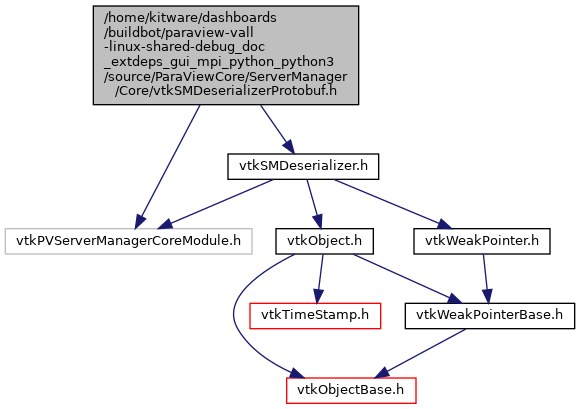 /home/kitware/dashboards
/buildbot/paraview-vall
-linux-shared-debug_doc
_extdeps_gui_mpi_python_python3
/source/ParaViewCore/ServerManager
/Core/vtkSMDeserializerProtobuf.h
vtkSMDeserializer.h
vtkPVServerManagerCoreModule.h
vtkObject.h
vtkWeakPointer.h
vtkTimeStamp.h
vtkWeakPointerBase.h
vtkObjectBase.h